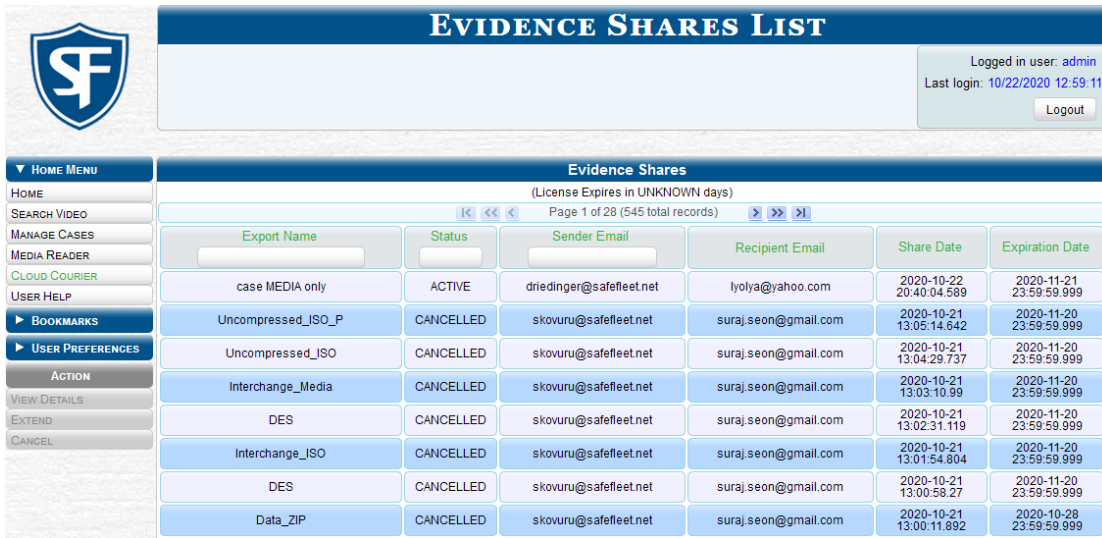 EVIDENCE SHARES LIST
SF
Logged in user: admin
Last login: 10/22/2020 12:59:11
Logout
▼ HOME MENU
HOME
SEARCH VIDEO
MANAGE CASES
MEDIA READER
CLOUD COURIER
USER HELP
▶ BOOKMARKS
▶ USER PREFERENCES
ACTION
VIEW DETAILS
EXTEND
CANCEL
Evidence Shares
(License Expires in UNKNOWN days)
|< << < Page 1 of 28 (545 total records) > >> >|
Export Name Status Sender Email Recipient Email Share Date Expiration Date
case MEDIA only ACTIVE driedinger@safefleet.net lyolya@yahoo.com 2020-10-22 20:40:04.589 2020-11-21 23:59:59.999
Uncompressed_ISO_P CANCELLED skovuru@safefleet.net suraj.seon@gmail.com 2020-10-21 13:05:14.642 2020-11-20 23:59:59.999
Uncompressed_ISO CANCELLED skovuru@safefleet.net suraj.seon@gmail.com 2020-10-21 13:04:29.737 2020-11-20 23:59:59.999
Interchange_Media CANCELLED skovuru@safefleet.net suraj.seon@gmail.com 2020-10-21 13:03:10.99 2020-11-20 23:59:59.999
DES CANCELLED skovuru@safefleet.net suraj.seon@gmail.com 2020-10-21 13:02:31.119 2020-11-20 23:59:59.999
Interchange_ISO CANCELLED skovuru@safefleet.net suraj.seon@gmail.com 2020-10-21 13:01:54.804 2020-11-20 23:59:59.999
DES CANCELLED skovuru@safefleet.net suraj.seon@gmail.com 2020-10-21 13:00:58.27 2020-11-20 23:59:59.999
Data_ZIP CANCELLED skovuru@safefleet.net suraj.seon@gmail.com 2020-10-21 13:00:11.892 2020-10-28 23:59:59.999